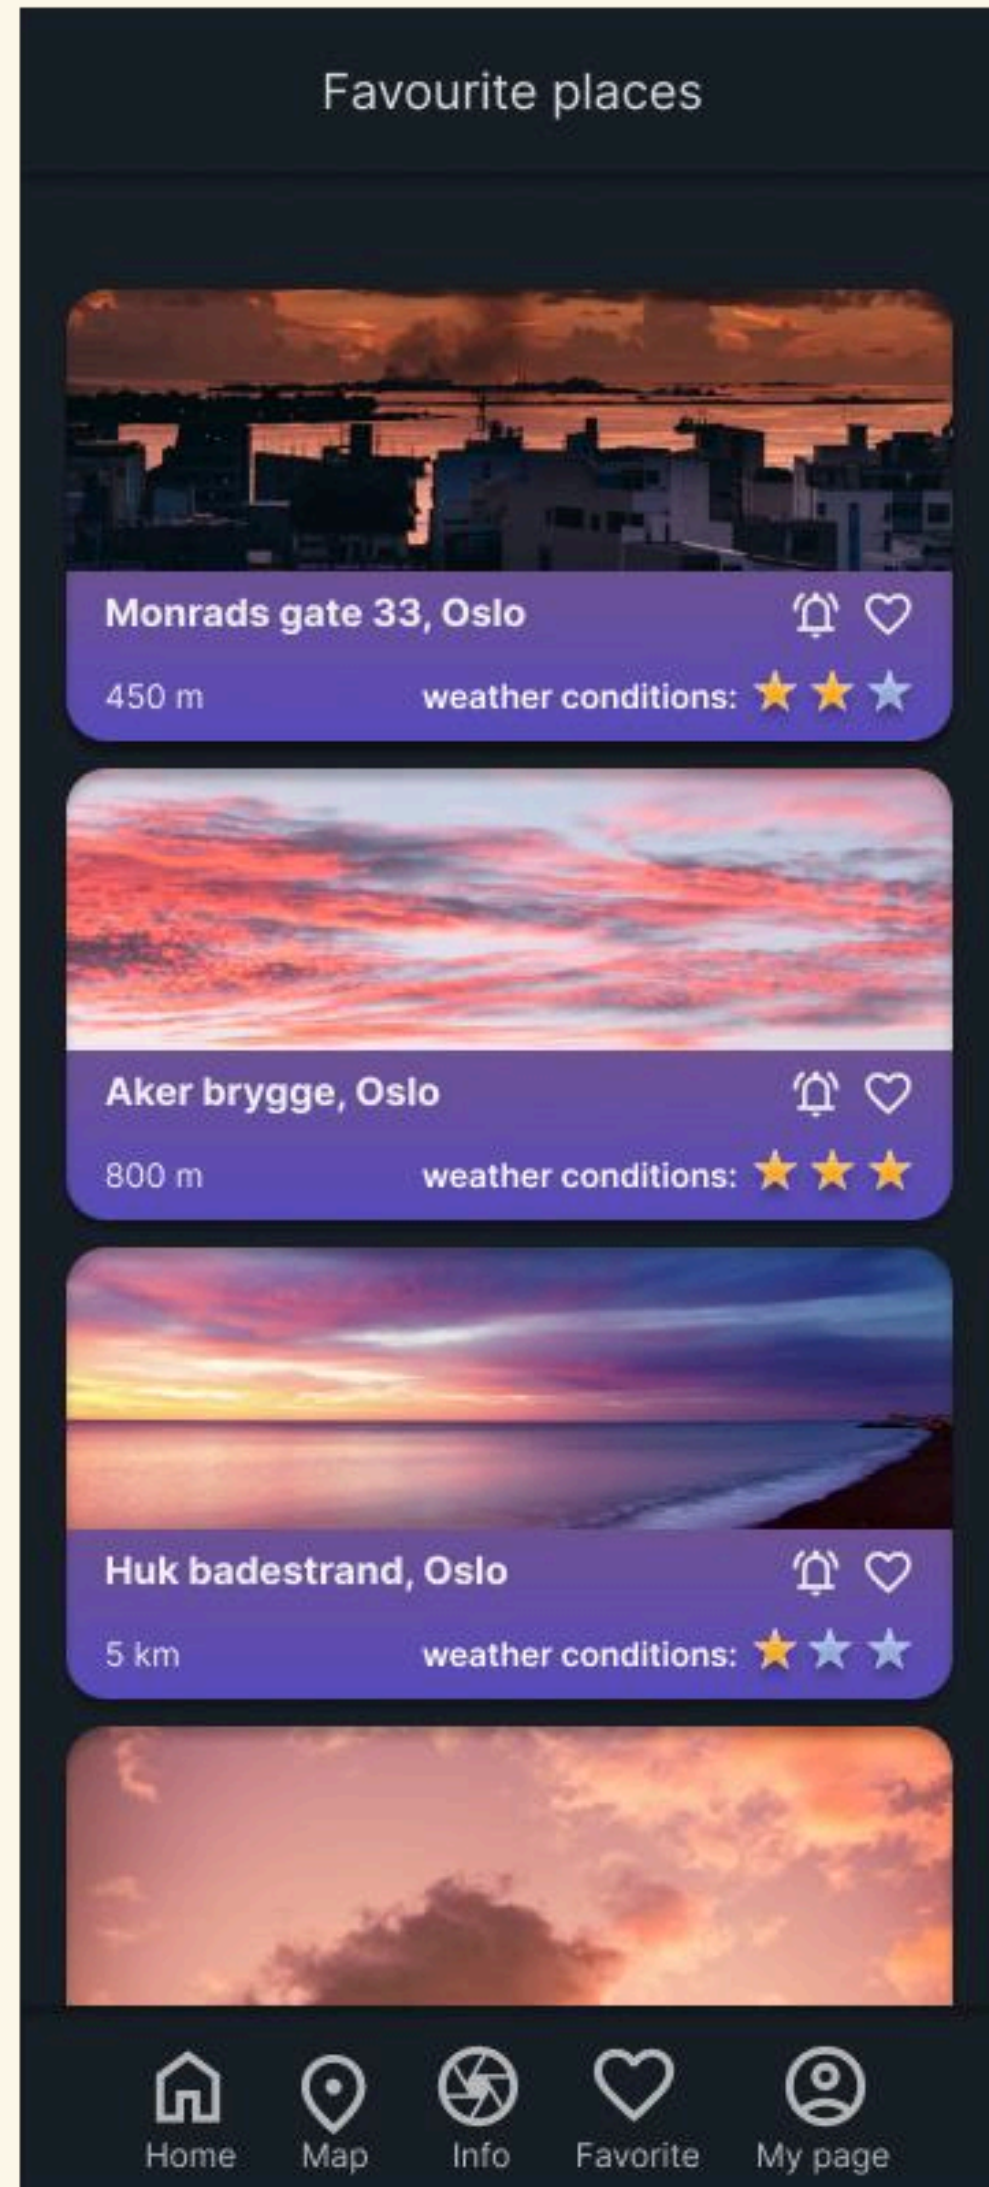 Favourite places
Monrads gate 33, Oslo
450 m weather conditions:
Aker brygge, Oslo
800 m weather conditions:
Huk badestrand, Oslo
5 km weather conditions:
Home Map Info Favorite My page